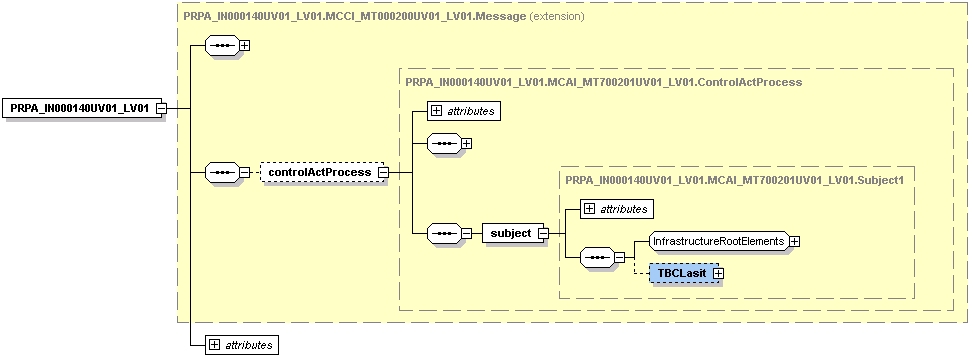 PRPA_IN000140UV01_LV01.MCCI_MT000200UV01_LV01.Message (extension)
PRPA_IN000140UV01_LV01.MCAI_MT700201UV01_LV01.ControlActProcess
PRPA_IN000140UV01_LV01
attributes
controlActProcess
PRPA_IN000140UV01_LV01.MCAI_MT700201UV01_LV01.Subject1
attributes
subject
InfrastructureRootElements
TBCLasit
attributes